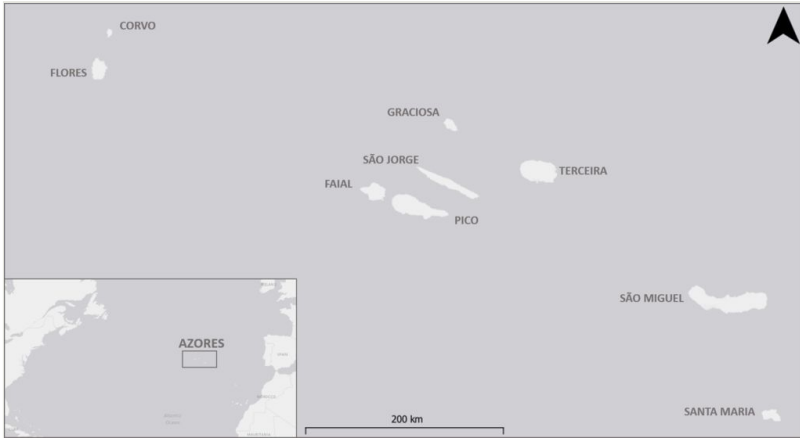 CORVO
FLORES
GRACIOSA
SÃO JORGE
TERCEIRA
FAIAL
PICO
SÃO MIGUEL
AZORES
200 km
SANTA MARIA